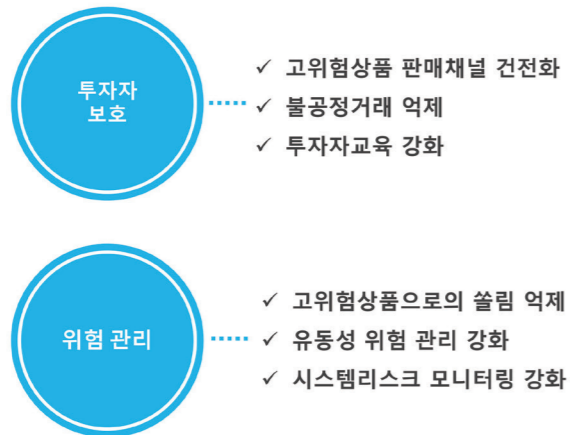 투자자
보호
✓ 고위험상품 판매채널 건전화
✓ 불공정거래 억제
✓ 투자자교육 강화
위험 관리
✓ 고위험상품으로의 쏠림 억제
✓ 유동성 위험 관리 강화
✓ 시스템리스크 모니터링 강화